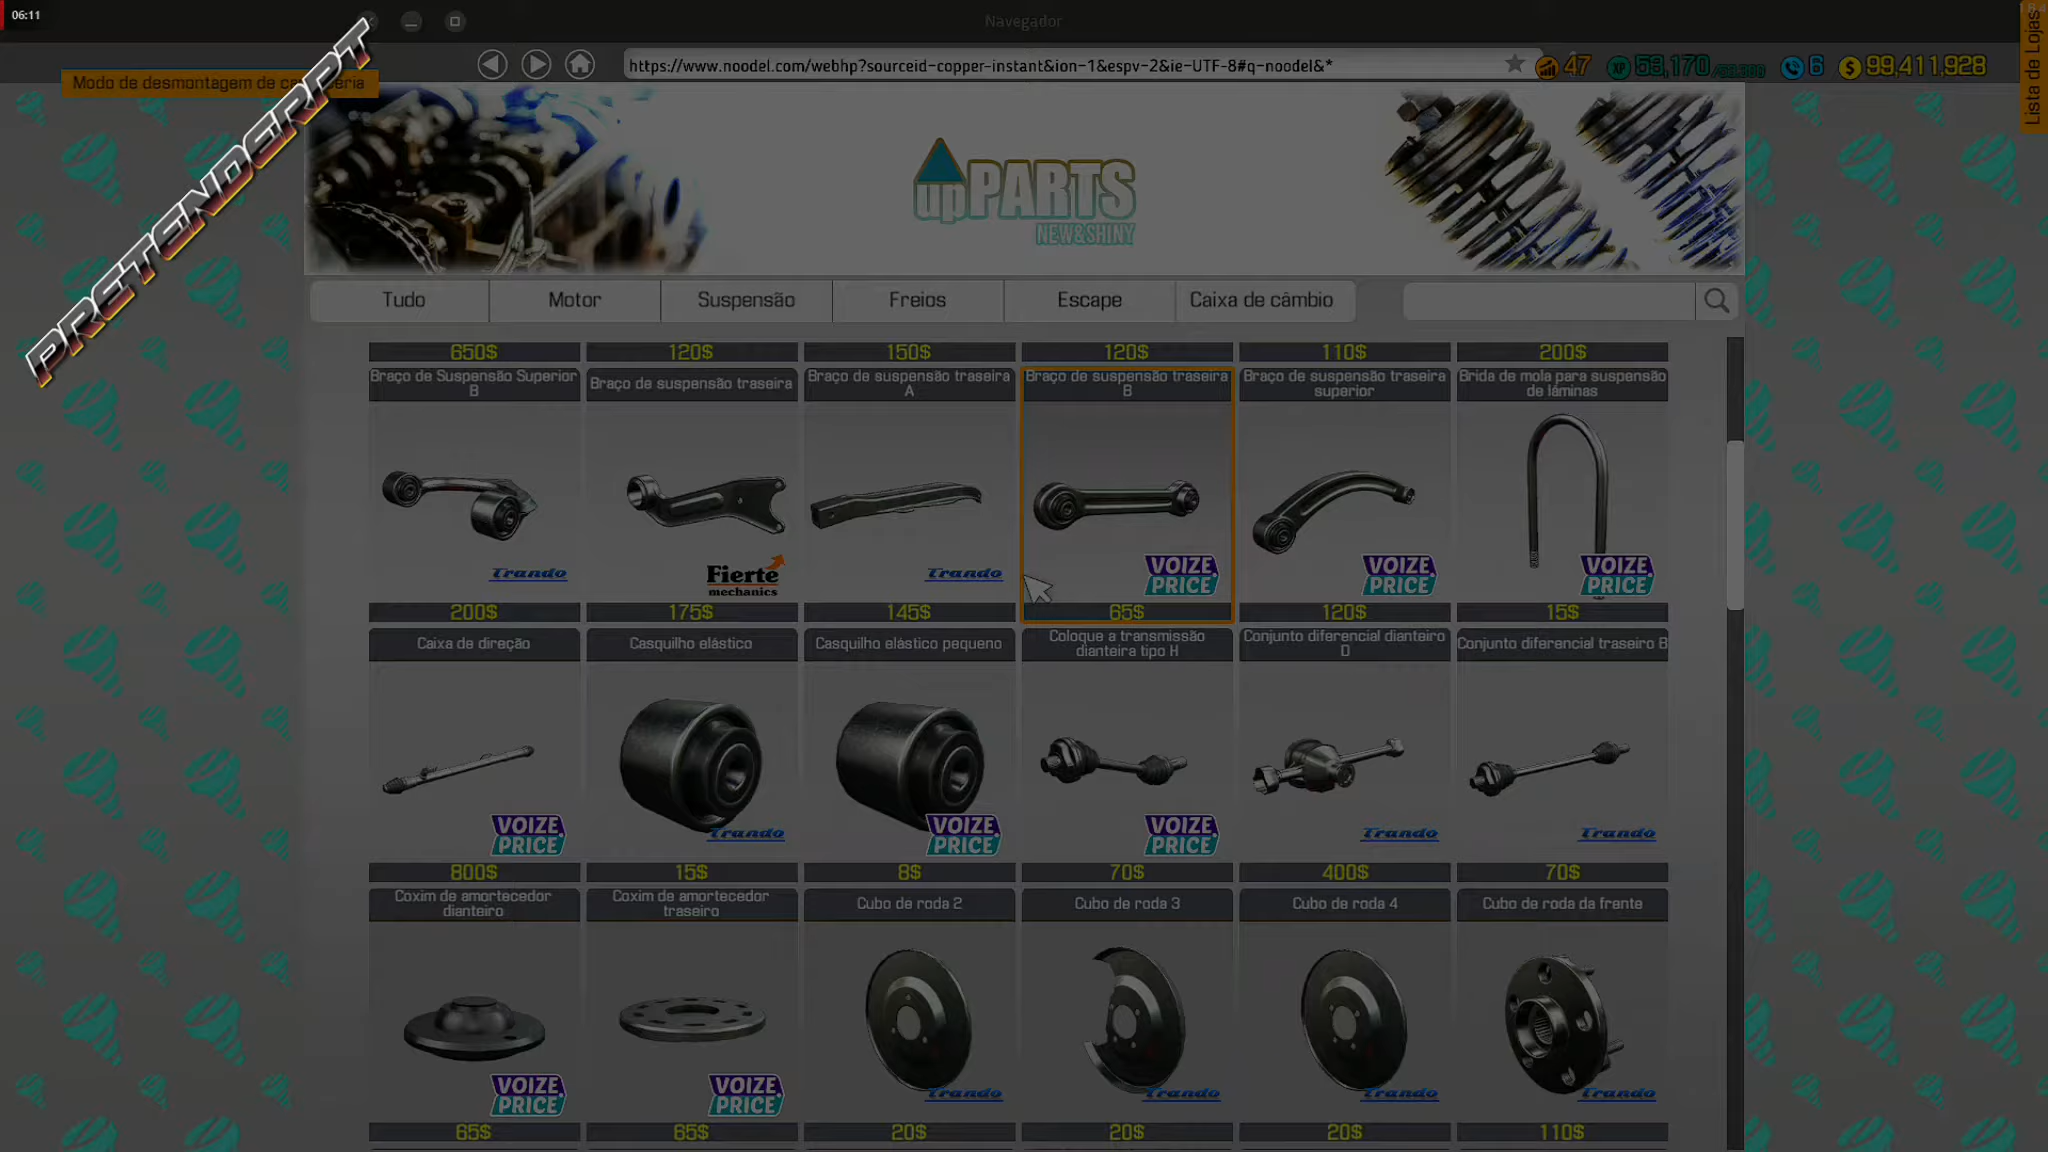 06:11
Navegador
https://www.noodel.com/webhp?sourceid-copper-instant&ion-1&espv-2&ie-UTF-8#q-noodel&*
47
6
99,411,928
Lista de Lojas
Modo de desmontagem de
PRETENDERPT
upPARTS
NEW&SHINY
Tudo
Motor
Suspensão
Freios
Escape
Caixa de câmbio
650$
120$
150$
120$
110$
200$
Braço de Suspensão Superior
B
Braço de suspensão traseira
Braço de suspensão traseira
A
Braço de suspensão traseira
B
Braço de suspensão traseira
superior
Brida de mola para suspensão
de lâminas
Trando
Fierte
mechanics
Trando
VOIZE
PRICE
VOIZE
PRICE
VOIZE
PRICE
200$
175$
145$
65$
120$
15$
Caixa de direção
Casquilho elástico
Casquilho elástico pequeno
Coloque a transmissão
dianteira tipo H
Conjunto diferencial dianteiro
D
Conjunto diferencial traseiro B
VOIZE
PRICE
Trando
VOIZE
PRICE
VOIZE
PRICE
Trando
Trando
800$
15$
8$
70$
400$
70$
Coxim de amortecedor
dianteiro
Coxim de amortecedor
traseiro
Cubo de roda 2
Cubo de roda 3
Cubo de roda 4
Cubo de roda da frente
VOIZE
PRICE
VOIZE
PRICE
Trando
Trando
Trando
Trando
65$
65$
20$
20$
20$
110$